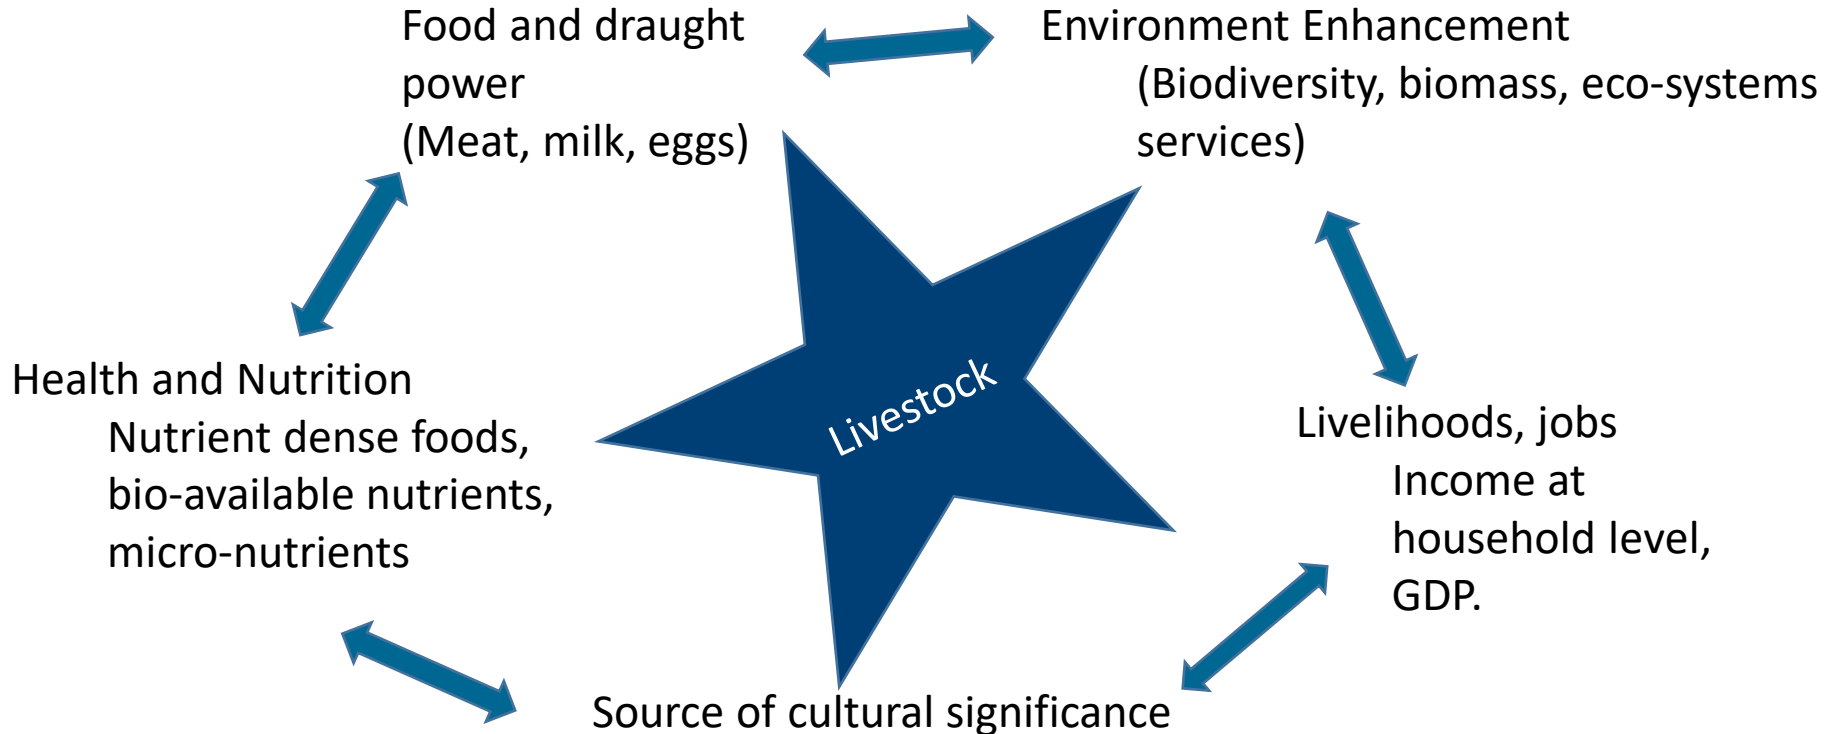 Food and draught
power
(Meat, milk, eggs)
Environment Enhancement
(Biodiversity, biomass, eco-systems
services)
Health and Nutrition
Nutrient dense foods,
bio-available nutrients,
micro-nutrients
Livestock
Livelihoods, jobs
Income at
household level,
GDP.
Source of cultural significance